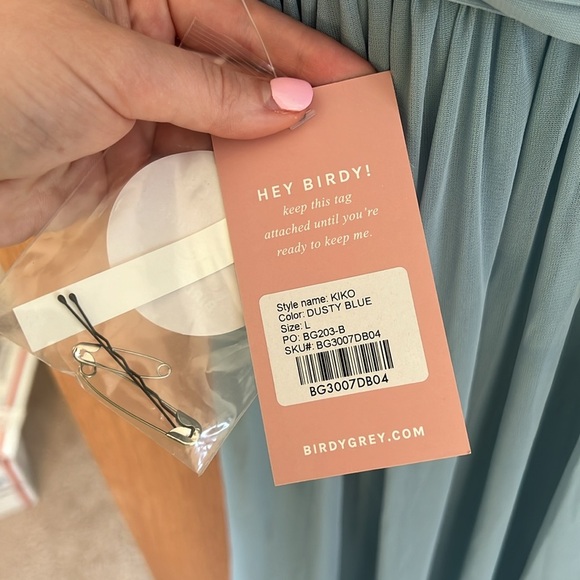 HEY BIRDY!
keep this tag
attached until you're
ready to keep me.
Style name: KIKO
Color: DUSTY BLUE
Size: L
PO: BG203-B
SKU#: BG3007DB04
BG3007DB04
BIRDYGREY.COM